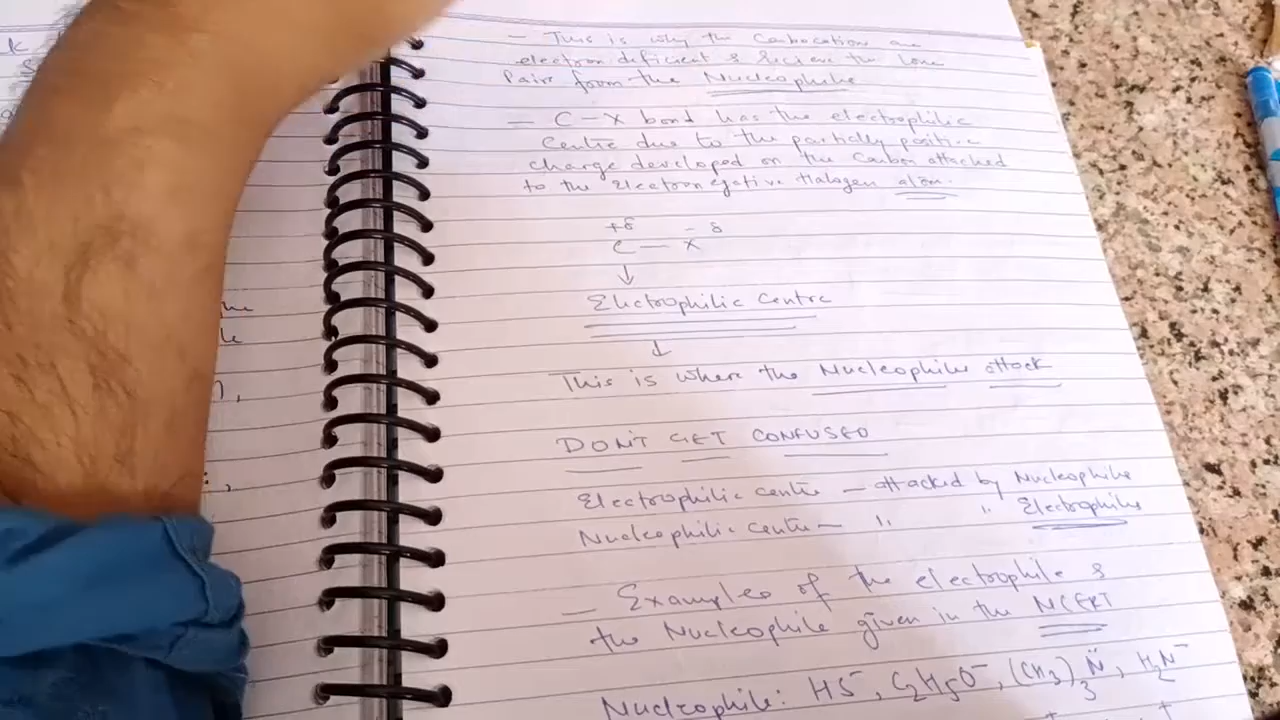 - This is why the Carbocation are
electron deficient & recieve the lone
Pair from the Nucleophile
- C-X bond has the electrophilic
Centre due to the partially positive
charge developed on the Carbon attached
to the Electronegative Halogen atom.
+δ -δ
C - X
↓
Electrophilic Centre
↓
This is where the Nucleophile attack
DON'T GET CONFUSED
Electrophilic centre - attacked by Nucleophile
Nucleophilic centre - " " Electrophile
- Examples of the electrophile &
the Nucleophile given in the NCERT
Nucleophile: HS⁻, C₂H₅O⁻, (CH₃)₃N̈, H₂N⁻